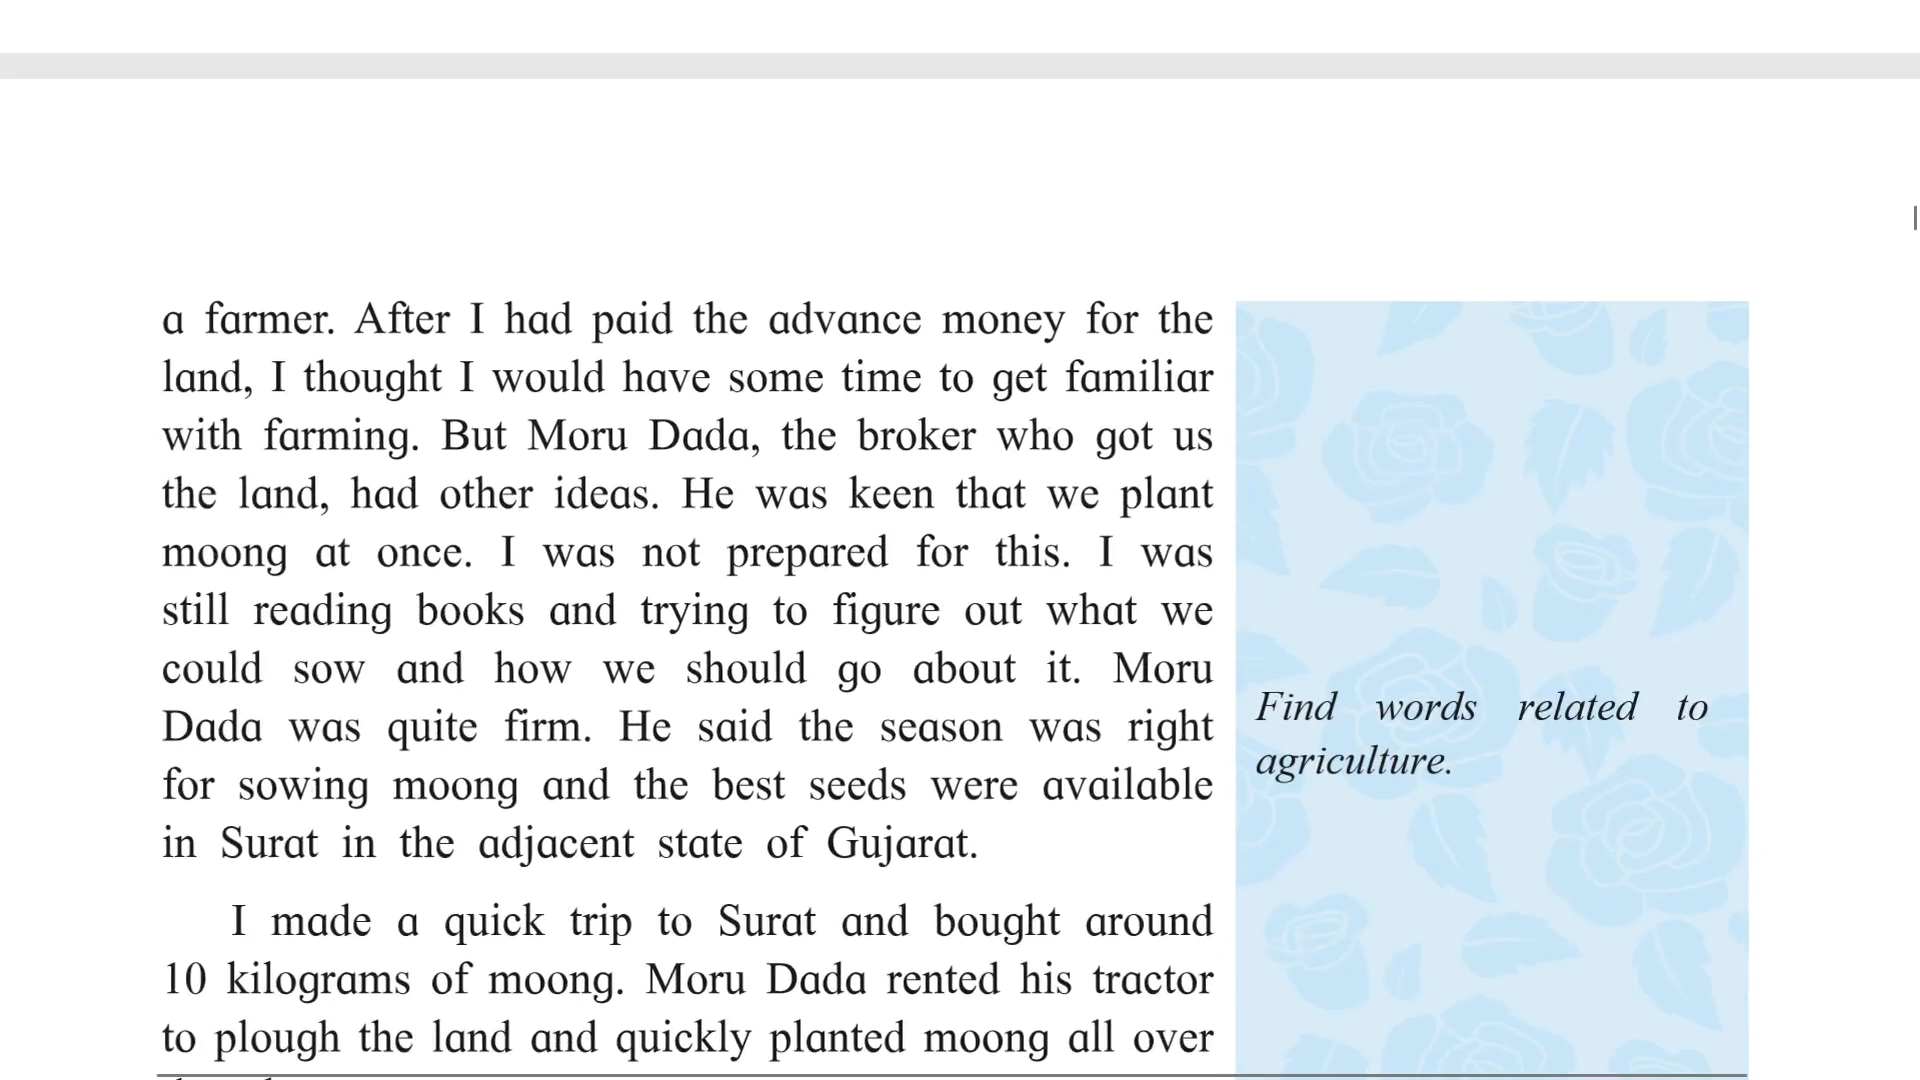 a farmer. After I had paid the advance money for the
land, I thought I would have some time to get familiar
with farming. But Moru Dada, the broker who got us
the land, had other ideas. He was keen that we plant
moong at once. I was not prepared for this. I was
still reading books and trying to figure out what we
could sow and how we should go about it. Moru
Dada was quite firm. He said the season was right
for sowing moong and the best seeds were available
in Surat in the adjacent state of Gujarat.
I made a quick trip to Surat and bought around
10 kilograms of moong. Moru Dada rented his tractor
to plough the land and quickly planted moong all over
Find words related to
agriculture.